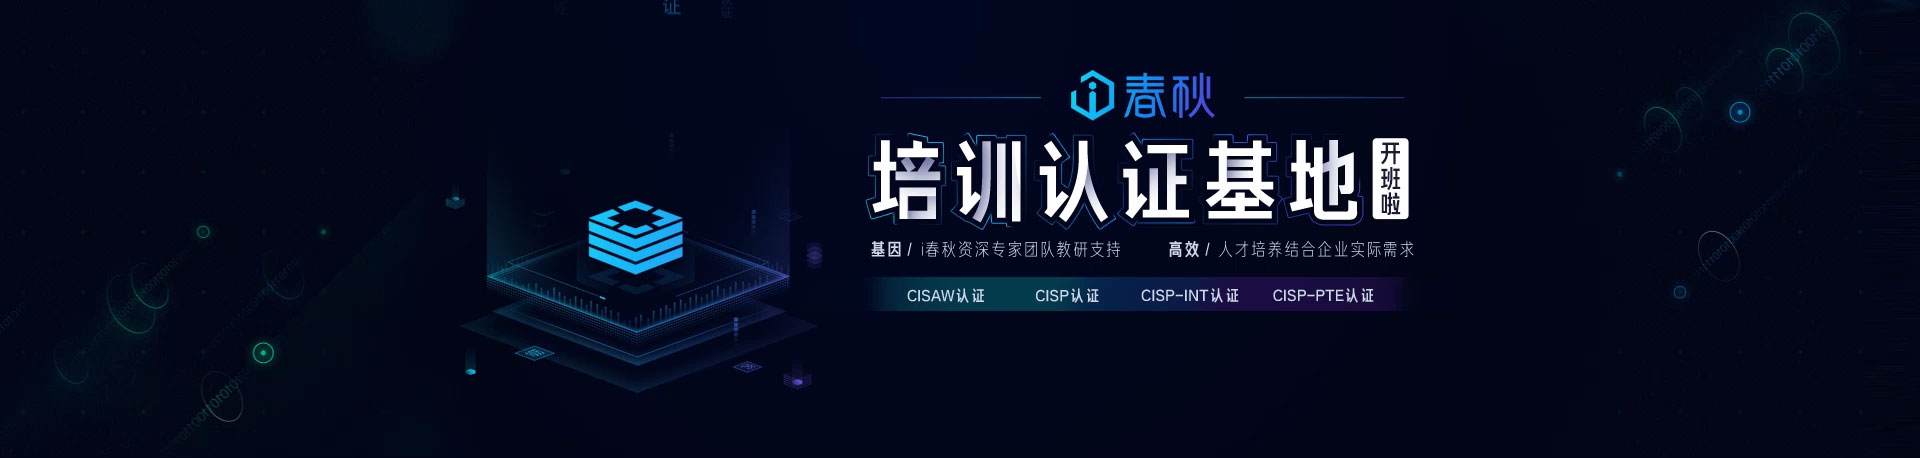 证
i春秋
培训认证基地 开班啦
基因 / i春秋资深专家团队教研支持 高效 / 人才培养结合企业实际需求
CISAW认证 CISP认证 CISP-INT认证 CISP-PTE认证